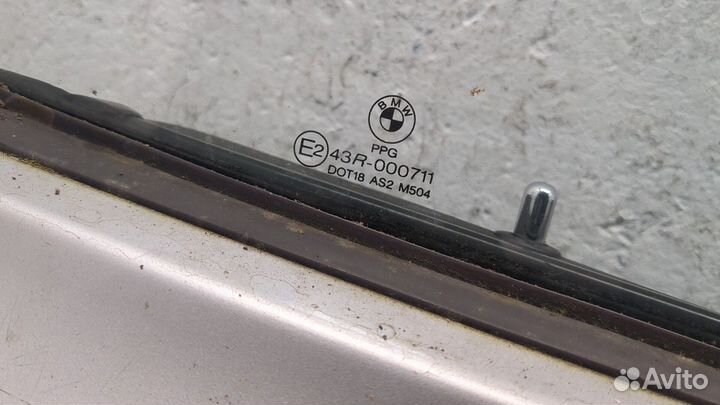 BMW
PPG
E2 43R-000711
DOT18 AS2 M504
Avito